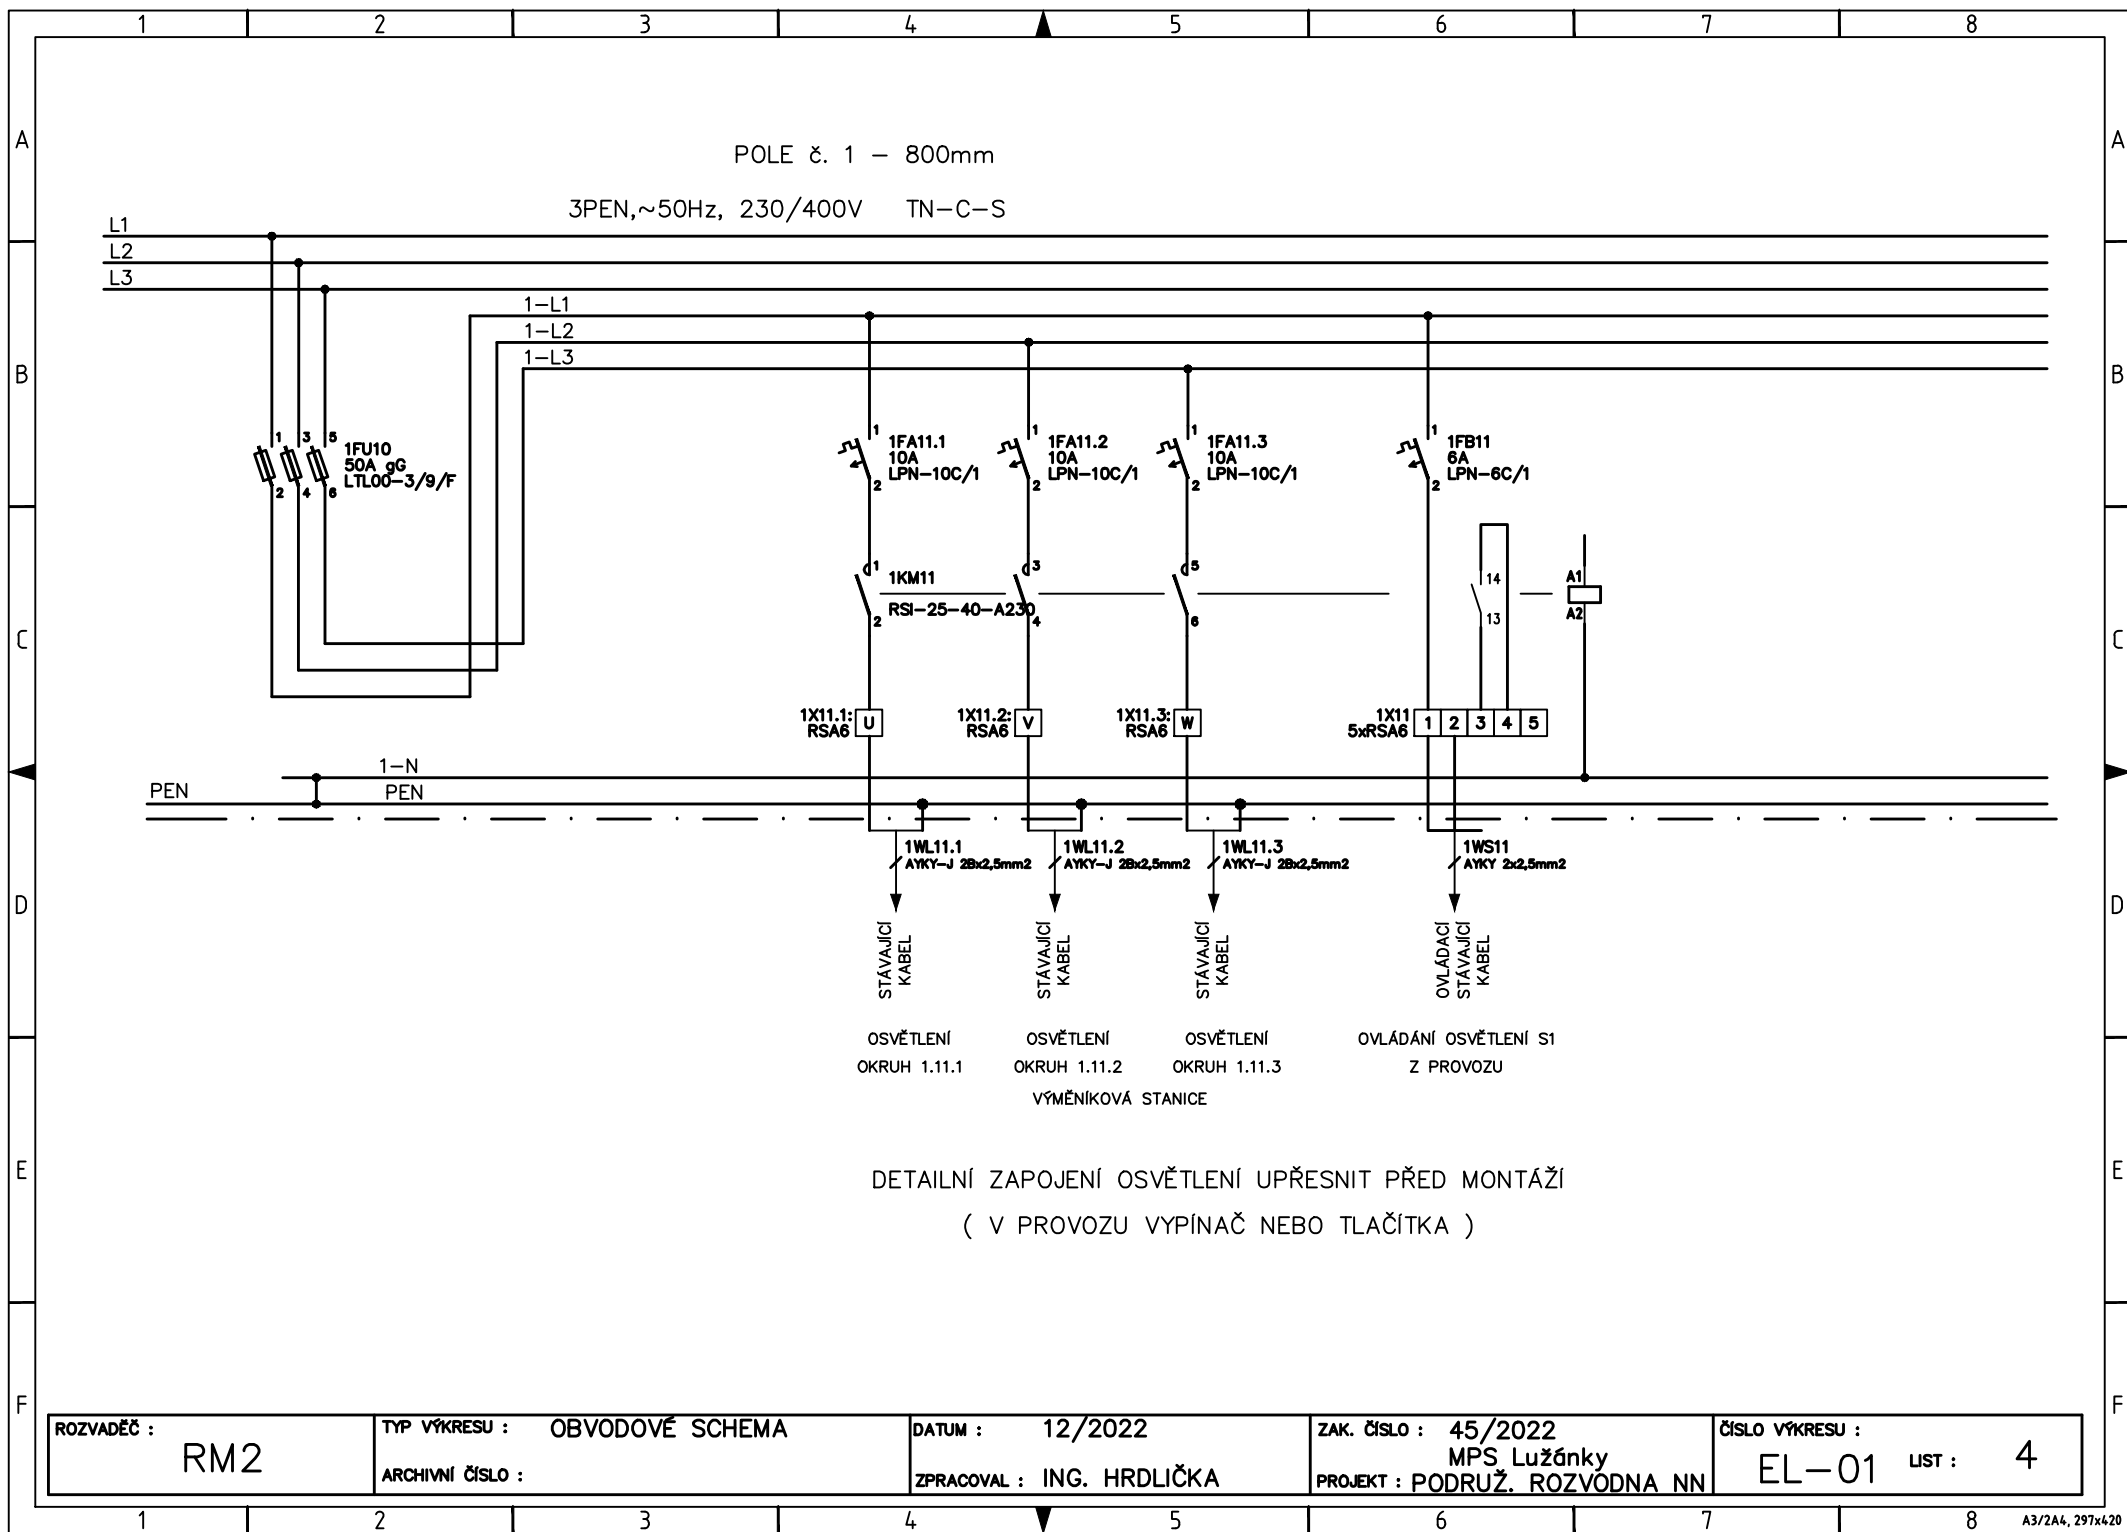 1 2 3 4 5 6 7 8
A A
POLE č. 1 – 800mm
3PEN,~50Hz, 230/400V TN–C–S
L1
L2
L3
1–L1
1–L2
1–L3
B B
1 3 5
1FU10
50A gG
LTL00–3/9/F
2 4 6
1
1FA11.1
10A
LPN–10C/1
2
1
1FA11.2
10A
LPN–10C/1
2
1
1FA11.3
10A
LPN–10C/1
2
1
1FB11
6A
LPN–6C/1
2
1 3 5
1KM11
RSI–25–40–A230
2 4 6
14
13
A1
A2
C C
1X11.1: U
RSA6
1X11.2: V
RSA6
1X11.3: W
RSA6
1X11 1 2 3 4 5
5xRSA6
1–N
PEN PEN
1WL11.1
AYKY–J 2Bx2,5mm2
1WL11.2
AYKY–J 2Bx2,5mm2
1WL11.3
AYKY–J 2Bx2,5mm2
1WS11
AYKY 2x2,5mm2
D D
STÁVAJÍCÍ
KABEL
STÁVAJÍCÍ
KABEL
STÁVAJÍCÍ
KABEL
OVLÁDACÍ
STÁVAJÍCÍ
KABEL
OSVĚTLENÍ
OKRUH 1.11.1
OSVĚTLENÍ
OKRUH 1.11.2
OSVĚTLENÍ
OKRUH 1.11.3
OVLÁDÁNÍ OSVĚTLENÍ S1
Z PROVOZU
VÝMĚNÍKOVÁ STANICE
E E
DETAILNÍ ZAPOJENÍ OSVĚTLENÍ UPŘESNIT PŘED MONTÁŽÍ
( V PROVOZU VYPÍNAČ NEBO TLAČÍTKA )
F F
ROZVADĚČ :
RM2
TYP VÝKRESU : OBVODOVÉ SCHEMA
ARCHIVNÍ ČÍSLO :
DATUM : 12/2022
ZPRACOVAL : ING. HRDLIČKA
ZAK. ČÍSLO : 45/2022
MPS Lužánky
PROJEKT : PODRUŽ. ROZVODNA NN
ČÍSLO VÝKRESU :
EL–01 LIST : 4
1 2 3 4 5 6 7 8
A3/2A4, 297x420